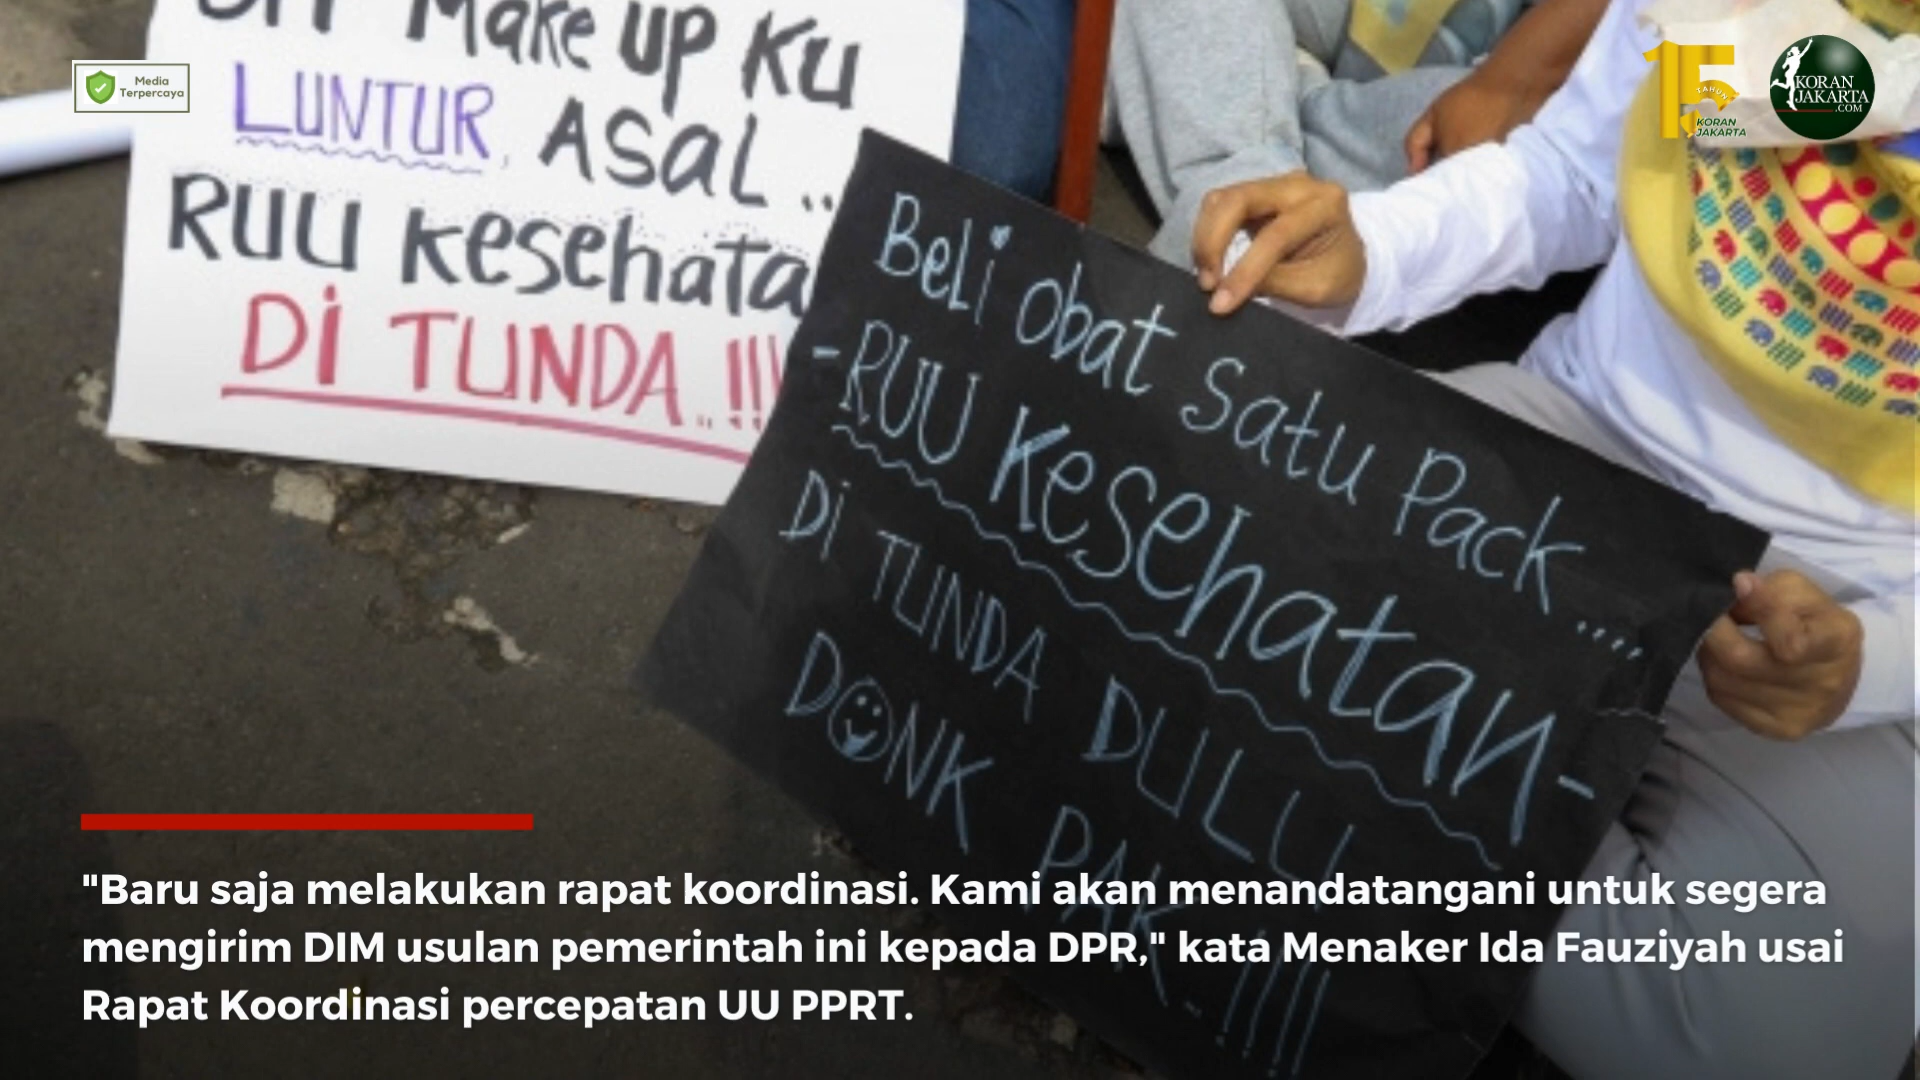 Make up Ku
LUNTUR, ASAL..
RUU Kesehata
Di TUNDA..!!!
Beli obat Satu Pack....
-RUU Kesehatan-
Di TUNDA DULU
DONK PAK..!!!!
Media
Terpercaya
15
TAHUN
KORAN
JAKARTA
KORAN
JAKARTA
.COM
"Baru saja melakukan rapat koordinasi. Kami akan menandatangani untuk segera
mengirim DIM usulan pemerintah ini kepada DPR," kata Menaker Ida Fauziyah usai
Rapat Koordinasi percepatan UU PPRT.